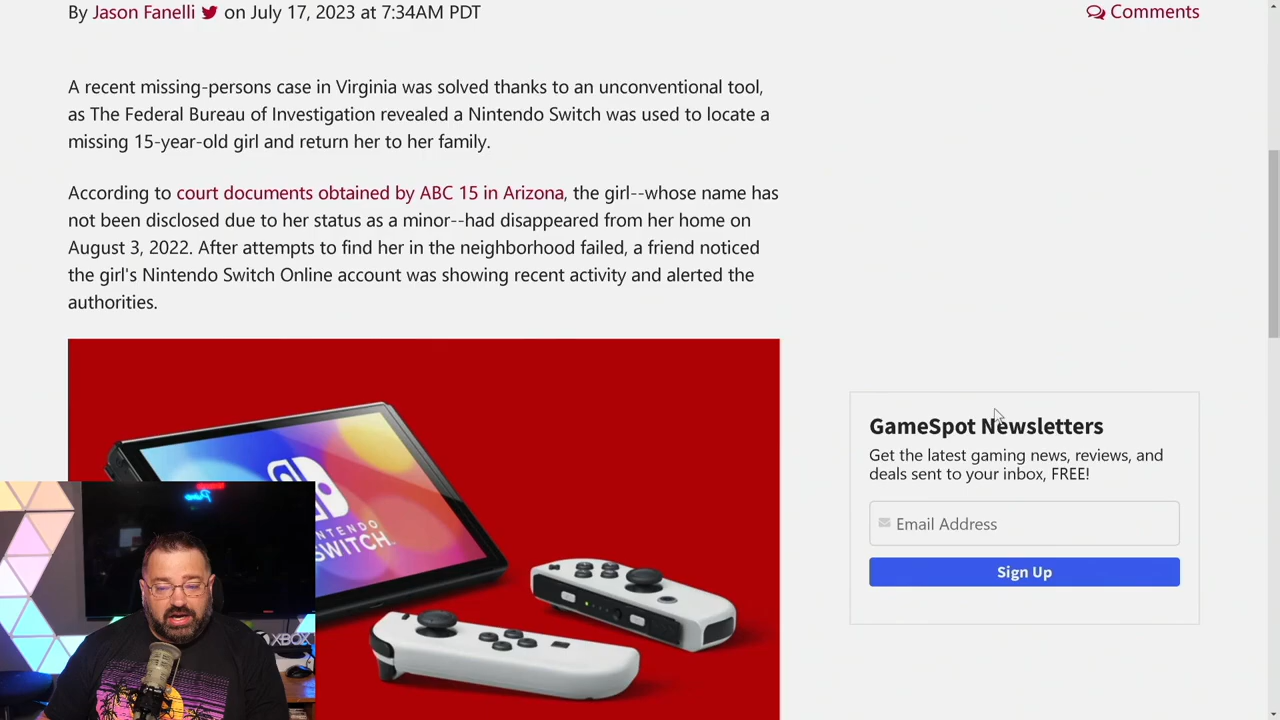 By Jason Fanelli on July 17, 2023 at 7:34AM PDT
Comments
A recent missing-persons case in Virginia was solved thanks to an unconventional tool,
as The Federal Bureau of Investigation revealed a Nintendo Switch was used to locate a
missing 15-year-old girl and return her to her family.
According to court documents obtained by ABC 15 in Arizona, the girl--whose name has
not been disclosed due to her status as a minor--had disappeared from her home on
August 3, 2022. After attempts to find her in the neighborhood failed, a friend noticed
the girl's Nintendo Switch Online account was showing recent activity and alerted the
authorities.
GameSpot Newsletters
Get the latest gaming news, reviews, and
deals sent to your inbox, FREE!
Email Address
Sign Up
NINTENDO
SWITCH
XBOX